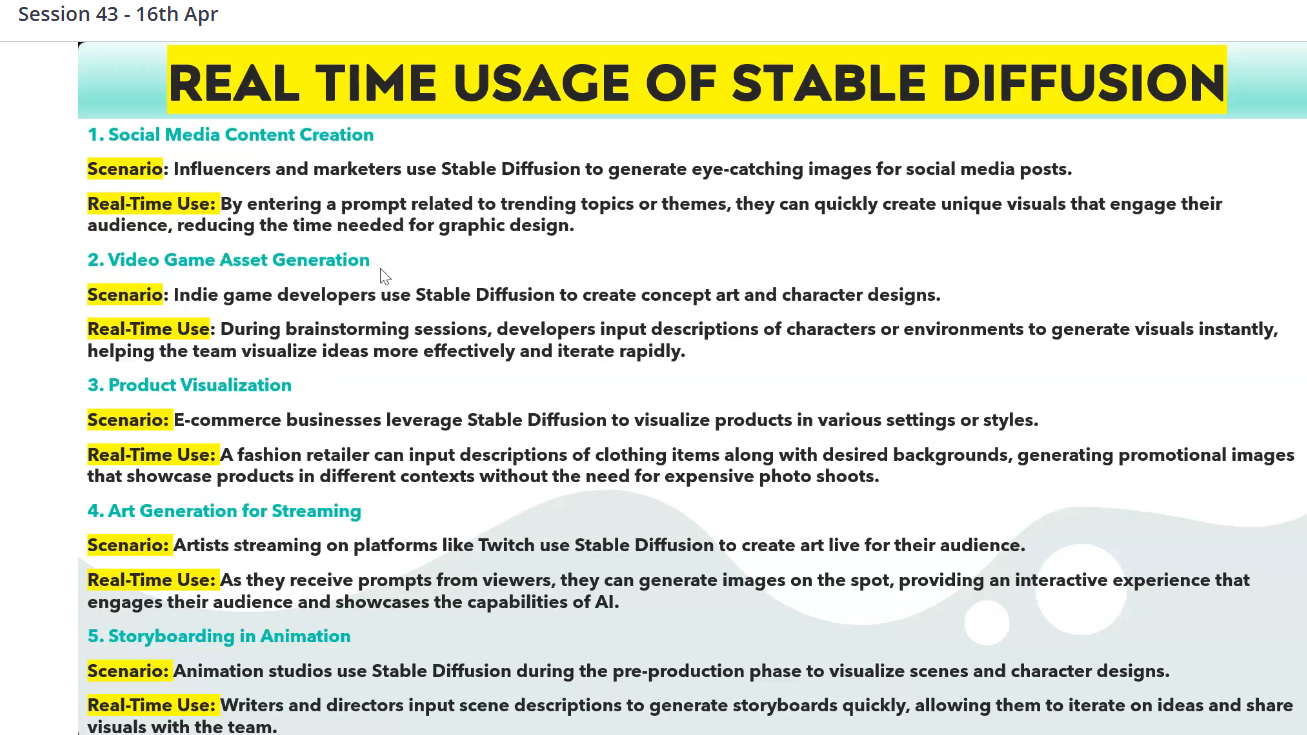 Session 43 - 16th Apr
REAL TIME USAGE OF STABLE DIFFUSION
1. Social Media Content Creation
Scenario: Influencers and marketers use Stable Diffusion to generate eye-catching images for social media posts.
Real-Time Use: By entering a prompt related to trending topics or themes, they can quickly create unique visuals that engage their
audience, reducing the time needed for graphic design.
2. Video Game Asset Generation
Scenario: Indie game developers use Stable Diffusion to create concept art and character designs.
Real-Time Use: During brainstorming sessions, developers input descriptions of characters or environments to generate visuals instantly,
helping the team visualize ideas more effectively and iterate rapidly.
3. Product Visualization
Scenario: E-commerce businesses leverage Stable Diffusion to visualize products in various settings or styles.
Real-Time Use: A fashion retailer can input descriptions of clothing items along with desired backgrounds, generating promotional images
that showcase products in different contexts without the need for expensive photo shoots.
4. Art Generation for Streaming
Scenario: Artists streaming on platforms like Twitch use Stable Diffusion to create art live for their audience.
Real-Time Use: As they receive prompts from viewers, they can generate images on the spot, providing an interactive experience that
engages their audience and showcases the capabilities of AI.
5. Storyboarding in Animation
Scenario: Animation studios use Stable Diffusion during the pre-production phase to visualize scenes and character designs.
Real-Time Use: Writers and directors input scene descriptions to generate storyboards quickly, allowing them to iterate on ideas and share
visuals with the team.